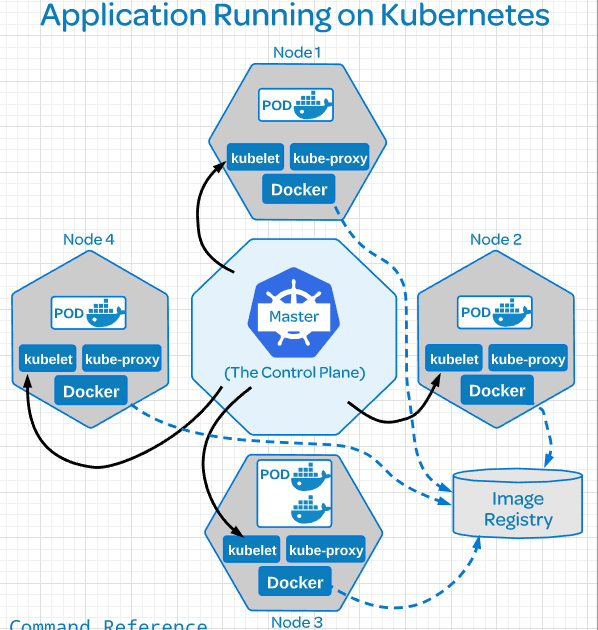 Application Running on Kubernetes
Node 1
POD
kubelet kube-proxy
Docker
Node 4
POD
kubelet kube-proxy
Docker
Master
(The Control Plane)
Node 2
POD
kubelet kube-proxy
Docker
POD
kubelet kube-proxy
Docker
Node 3
Image
Registry
Command Reference